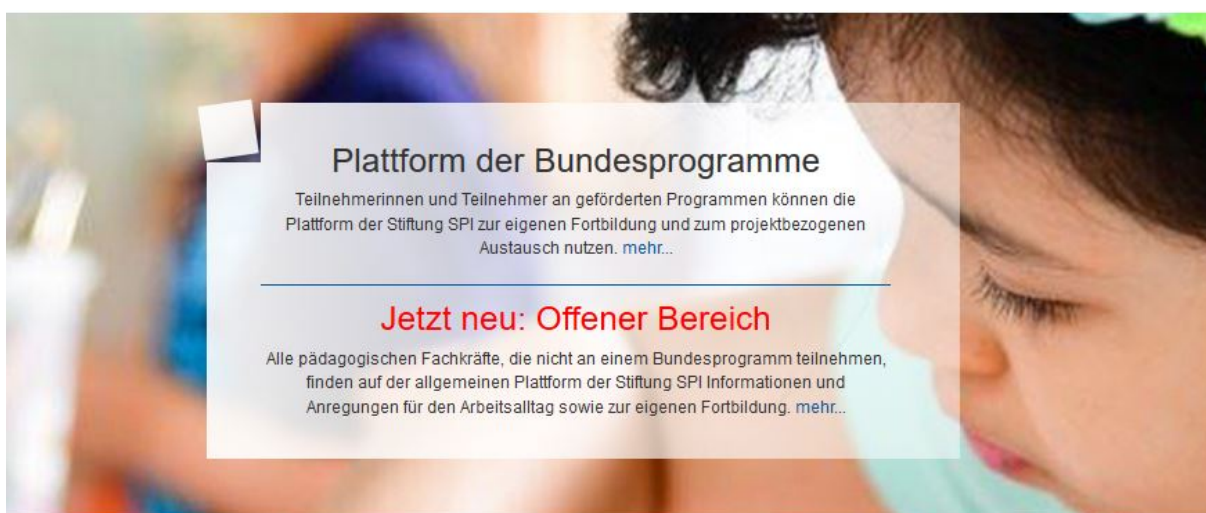 Plattform der Bundesprogramme
Teilnehmerinnen und Teilnehmer an geförderten Programmen können die
Plattform der Stiftung SPI zur eigenen Fortbildung und zum projektbezogenen
Austausch nutzen. mehr...
Jetzt neu: Offener Bereich
Alle pädagogischen Fachkräfte, die nicht an einem Bundesprogramm teilnehmen,
finden auf der allgemeinen Plattform der Stiftung SPI Informationen und
Anregungen für den Arbeitsalltag sowie zur eigenen Fortbildung. mehr...